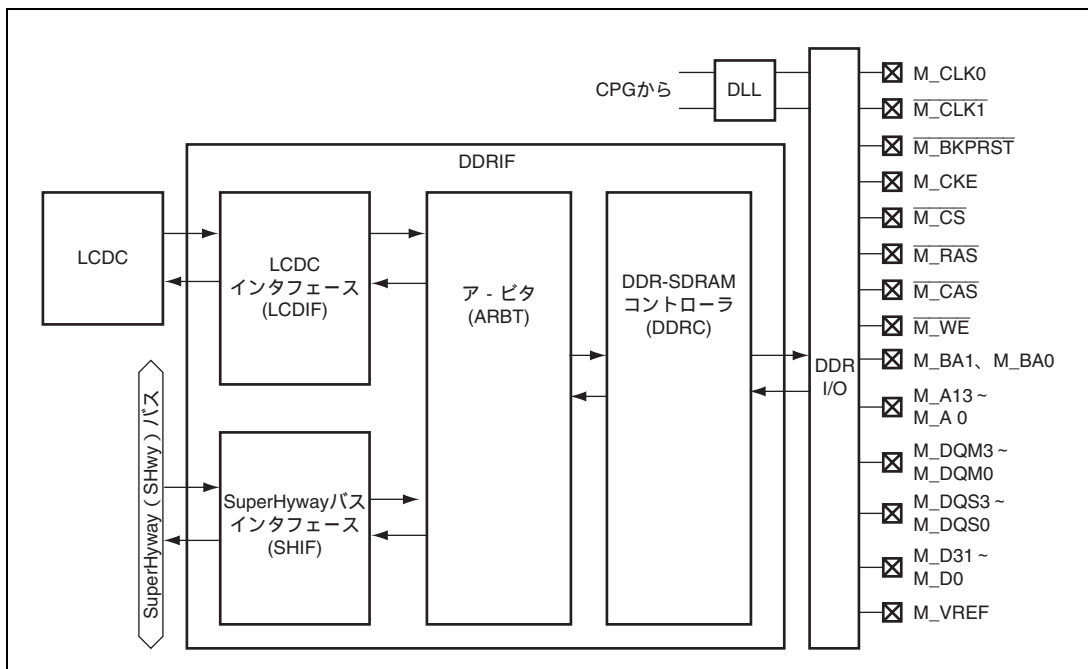 CPGから
DLL
DDRIF
LCDC
LCDC
インタフェース
(LCDIF)
ア - ビタ
(ARBT)
DDR-SDRAM
コントローラ
(DDRC)
SuperHyway（SHwy）バス
SuperHywayバス
インタフェース
(SHIF)
DDR
I/O
M_CLK0
M_CLK1
M_BKPRST
M_CKE
M_CS
M_RAS
M_CAS
M_WE
M_BA1、M_BA0
M_A13 ~
M_A 0
M_DQM3 ~
M_DQM0
M_DQS3 ~
M_DQS0
M_D31 ~
M_D0
M_VREF